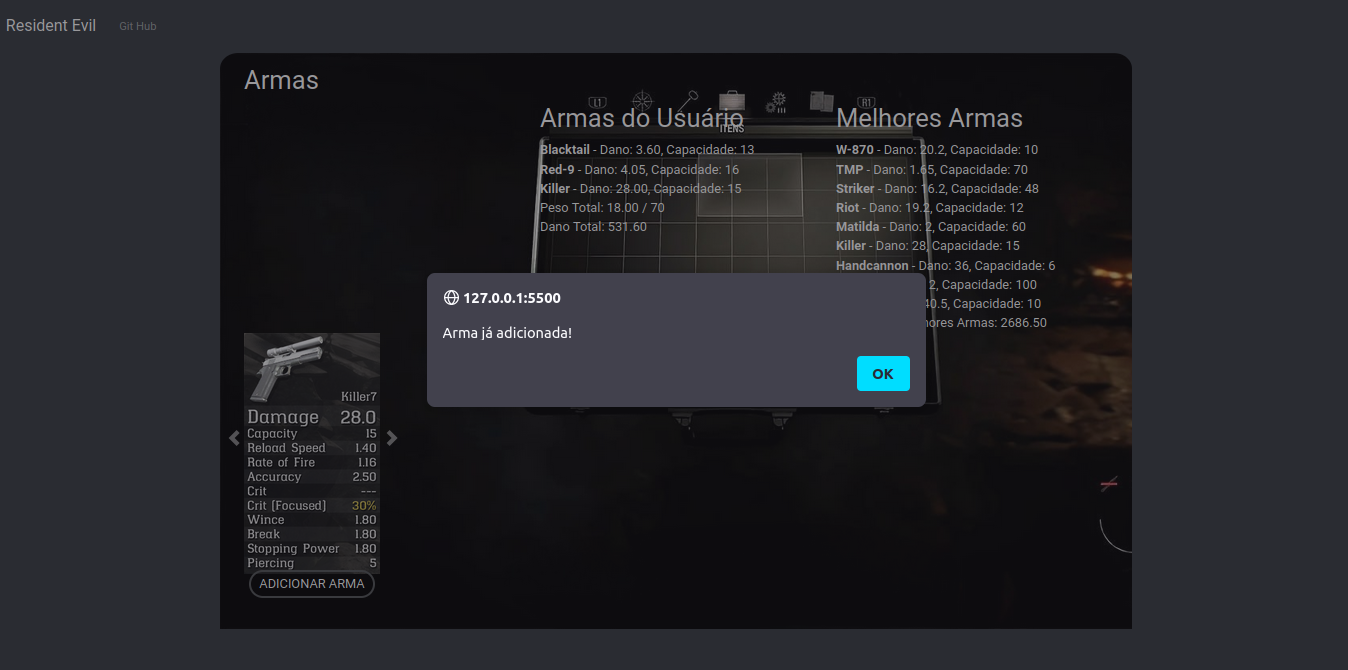 Resident Evil
Git Hub
Armas
L1
R1
Armas do Usuário
ITENS
Blacktail - Dano: 3.60, Capacidade: 13
Red-9 - Dano: 4.05, Capacidade: 16
Killer - Dano: 28.00, Capacidade: 15
Peso Total: 18.00 / 70
Dano Total: 531.60
Melhores Armas
W-870 - Dano: 20.2, Capacidade: 10
TMP - Dano: 1.65, Capacidade: 70
Striker - Dano: 16.2, Capacidade: 48
Riot - Dano: 19.2, Capacidade: 12
Matilda - Dano: 2, Capacidade: 60
Killer - Dano: 28, Capacidade: 15
Handcannon - Dano: 36, Capacidade: 6
2, Capacidade: 100
40.5, Capacidade: 10
Armas: 2686.50
127.0.0.1:5500
Arma já adicionada!
OK
Killer7
Damage 28.0
Capacity 15
Reload Speed 1.40
Rate of Fire 1.16
Accuracy 2.50
Crit ---
Crit (Focused) 30%
Wince 1.80
Break 1.80
Stopping Power 1.80
Piercing 5
ADICIONAR ARMA